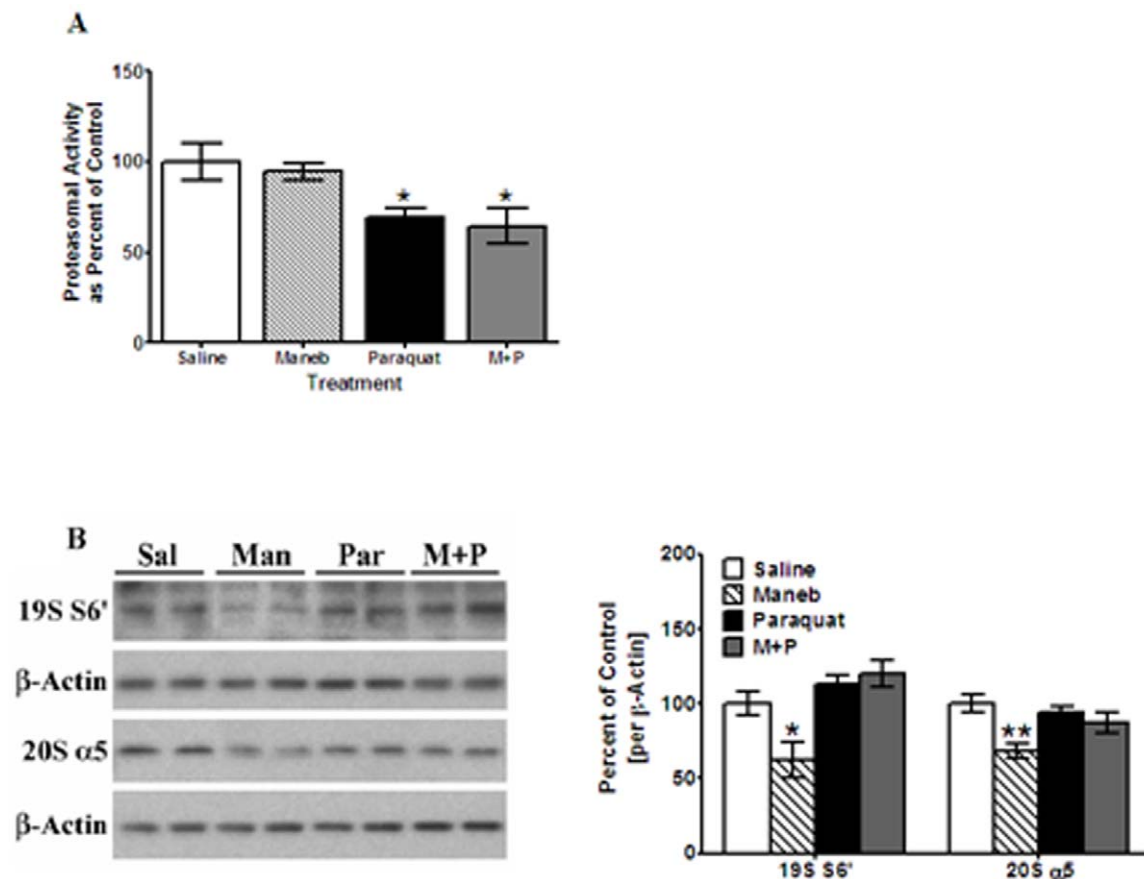 A
150
100
50
0
Proteasomal Activity
as Percent of Control
*
*
Saline Maneb Paraquat M+P
Treatment
B
Sal Man Par M+P
19S S6'
β-Actin
20S α5
β-Actin
200
150
100
50
0
Percent of Control
[per β-Actin]
Saline
Maneb
Paraquat
M+P
*
**
19S S6' 20S α5